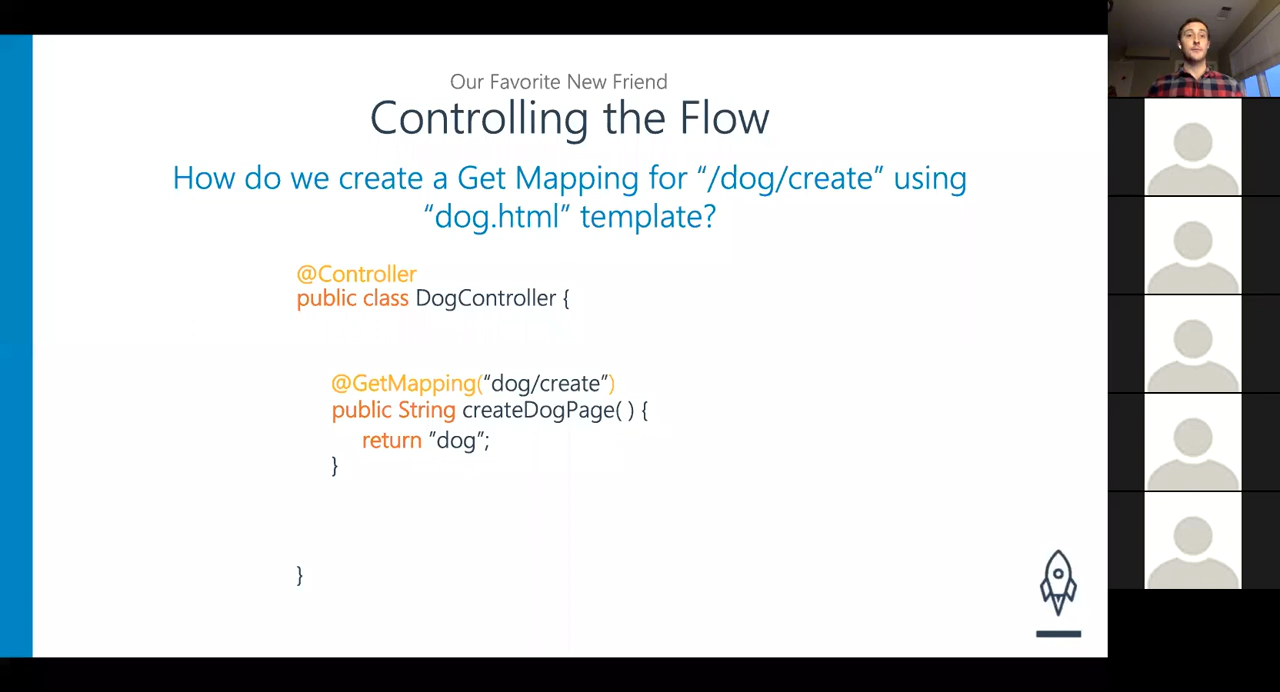 Our Favorite New Friend
Controlling the Flow
How do we create a Get Mapping for “/dog/create” using
“dog.html” template?
@Controller
public class DogController {
@GetMapping(“dog/create”)
public String createDogPage( ) {
return ”dog”;
}
}